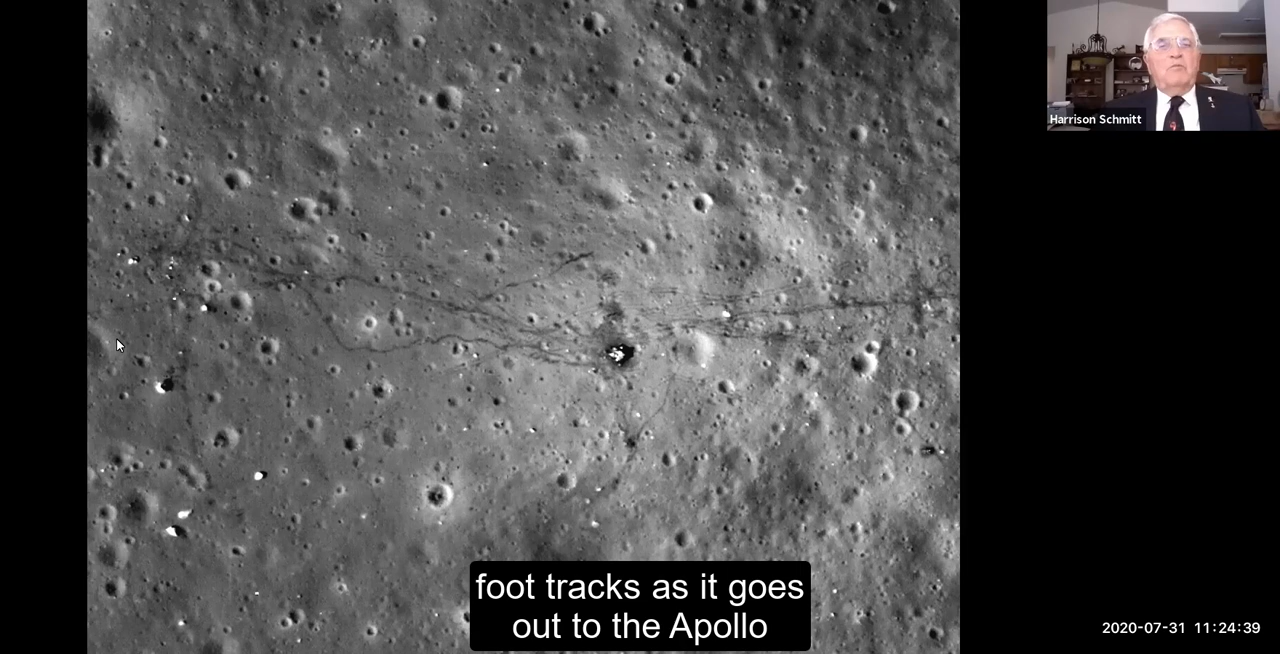 Harrison Schmitt
foot tracks as it goes
out to the Apollo
2020-07-31 11:24:39